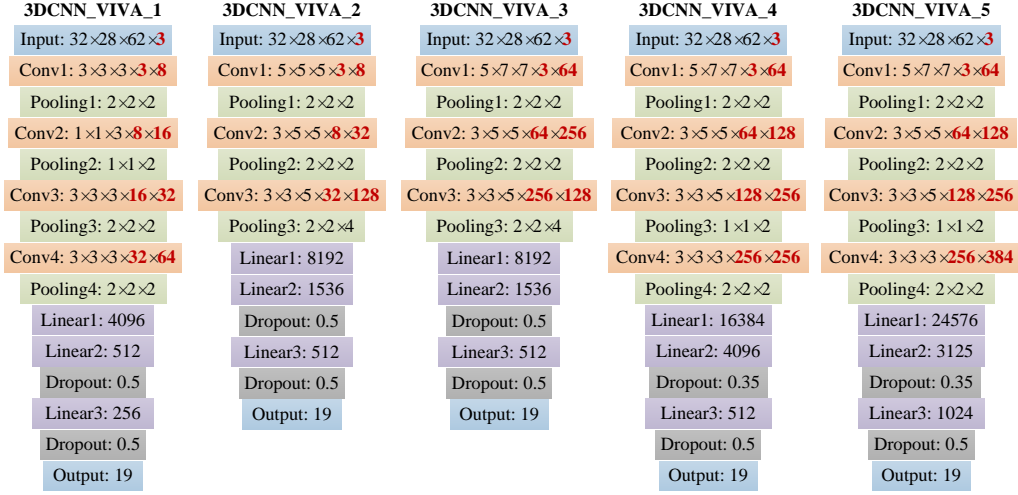 3DCNN_VIVA_1
Input: 32×28×62×3
Conv1: 3×3×3×3×8
Pooling1: 2×2×2
Conv2: 1×1×3×8×16
Pooling2: 1×1×2
Conv3: 3×3×3×16×32
Pooling3: 2×2×2
Conv4: 3×3×3×32×64
Pooling4: 2×2×2
Linear1: 4096
Linear2: 512
Dropout: 0.5
Linear3: 256
Dropout: 0.5
Output: 19
3DCNN_VIVA_2
Input: 32×28×62×3
Conv1: 5×5×5×3×8
Pooling1: 2×2×2
Conv2: 3×5×5×8×32
Pooling2: 2×2×2
Conv3: 3×3×5×32×128
Pooling3: 2×2×4
Linear1: 8192
Linear2: 1536
Dropout: 0.5
Linear3: 512
Dropout: 0.5
Output: 19
3DCNN_VIVA_3
Input: 32×28×62×3
Conv1: 5×7×7×3×64
Pooling1: 2×2×2
Conv2: 3×5×5×64×256
Pooling2: 2×2×2
Conv3: 3×3×5×256×128
Pooling3: 2×2×4
Linear1: 8192
Linear2: 1536
Dropout: 0.5
Linear3: 512
Dropout: 0.5
Output: 19
3DCNN_VIVA_4
Input: 32×28×62×3
Conv1: 5×7×7×3×64
Pooling1: 2×2×2
Conv2: 3×5×5×64×128
Pooling2: 2×2×2
Conv3: 3×3×5×128×256
Pooling3: 1×1×2
Conv4: 3×3×3×256×256
Pooling4: 2×2×2
Linear1: 16384
Linear2: 4096
Dropout: 0.35
Linear3: 512
Dropout: 0.5
Output: 19
3DCNN_VIVA_5
Input: 32×28×62×3
Conv1: 5×7×7×3×64
Pooling1: 2×2×2
Conv2: 3×5×5×64×128
Pooling2: 2×2×2
Conv3: 3×3×5×128×256
Pooling3: 1×1×2
Conv4: 3×3×3×256×384
Pooling4: 2×2×2
Linear1: 24576
Linear2: 3125
Dropout: 0.35
Linear3: 1024
Dropout: 0.5
Output: 19